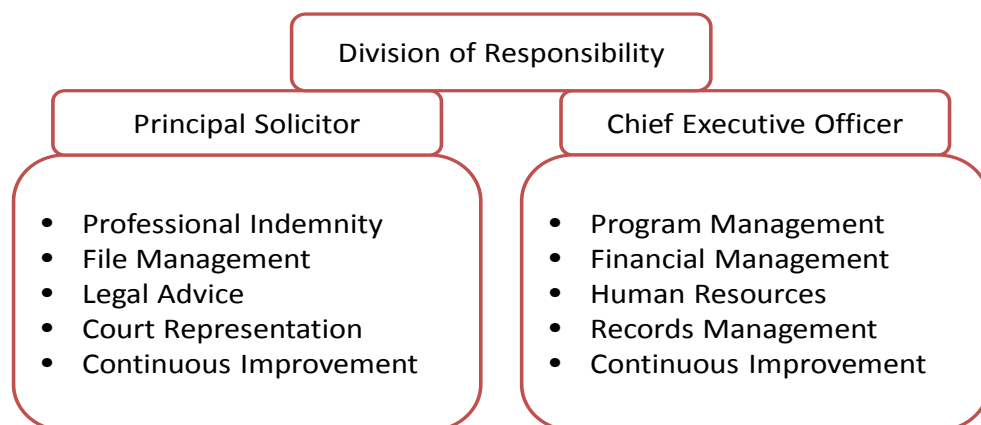 Division of Responsibility
Principal Solicitor
• Professional Indemnity
• File Management
• Legal Advice
• Court Representation
• Continuous Improvement
Chief Executive Officer
• Program Management
• Financial Management
• Human Resources
• Records Management
• Continuous Improvement